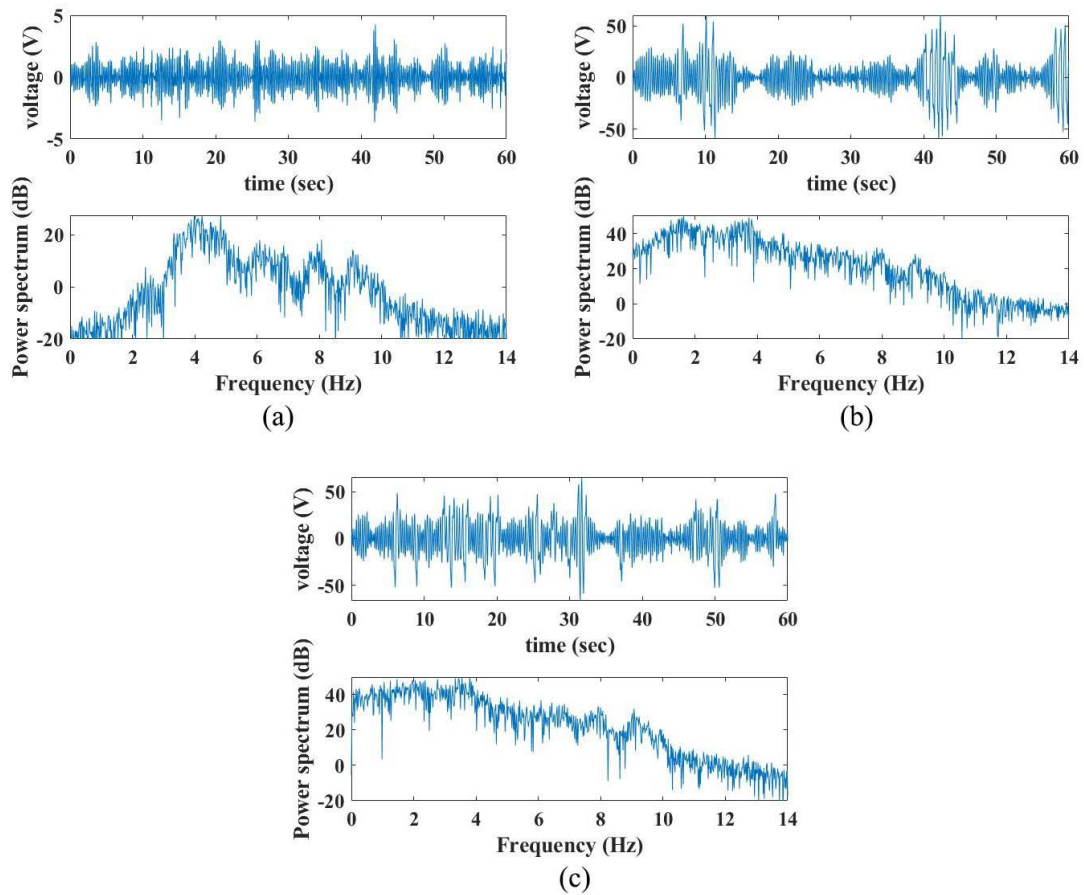 voltage (V)
5
0
-5
0 10 20 30 40 50 60
time (sec)
Power spectrum (dB)
20
0
-20
0 2 4 6 8 10 12 14
Frequency (Hz)
(a)
voltage (V)
50
0
-50
0 10 20 30 40 50 60
time (sec)
Power spectrum (dB)
40
20
0
-20
0 2 4 6 8 10 12 14
Frequency (Hz)
(b)
voltage (V)
50
0
-50
0 10 20 30 40 50 60
time (sec)
Power spectrum (dB)
40
20
0
-20
0 2 4 6 8 10 12 14
Frequency (Hz)
(c)